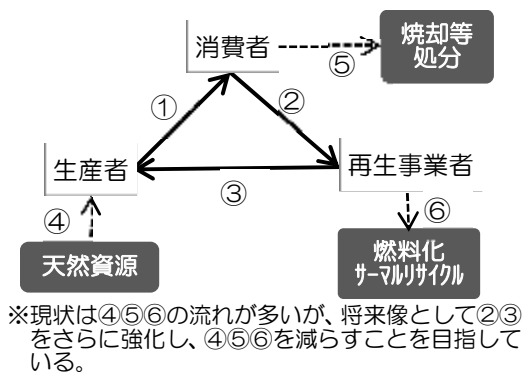 消費者
焼却等
処分
⑤
①
②
生産者
再生事業者
③
④
⑥
天然資源
燃料化
ｻｰﾏﾙﾘｻｲｸﾙ
※現状は④⑤⑥の流れが多いが、将来像として②③
をさらに強化し、④⑤⑥を減らすことを目指して
いる。